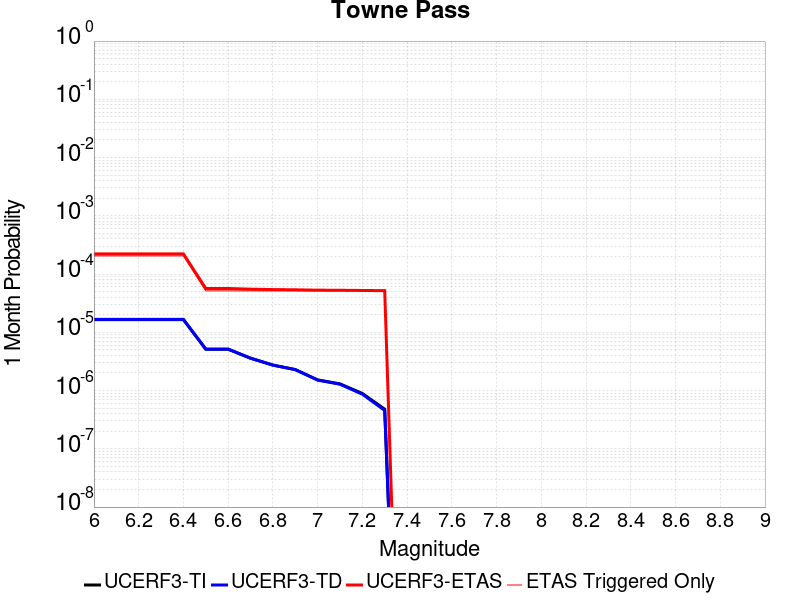 Towne Pass
10^0
10^-1
10^-2
10^-3
10^-4
10^-5
10^-6
10^-7
10^-8
1 Month Probability
6 6.2 6.4 6.6 6.8 7 7.2 7.4 7.6 7.8 8 8.2 8.4 8.6 8.8 9
Magnitude
UCERF3-TI UCERF3-TD UCERF3-ETAS ETAS Triggered Only